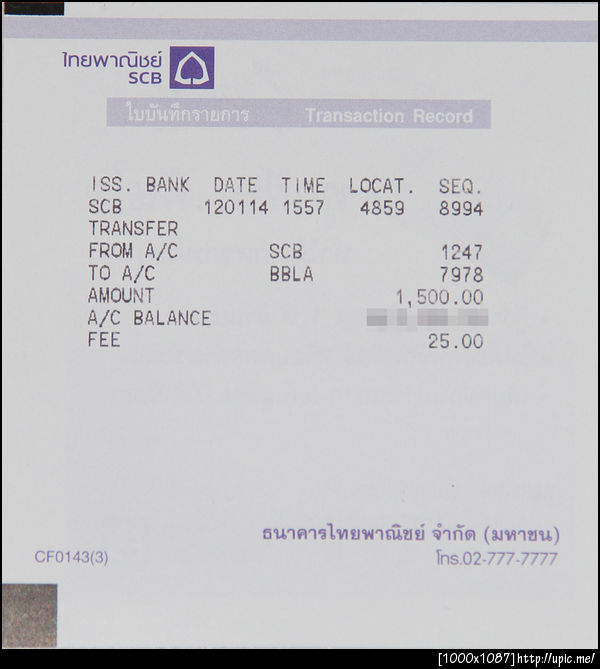 ไทยพาณิชย์
SCB
ใบบันทึกรายการ Transaction Record
ISS. BANK DATE TIME LOCAT. SEQ.
SCB 120114 1557 4859 8994
TRANSFER
FROM A/C SCB 1247
TO A/C BBLA 7978
AMOUNT 1,500.00
A/C BALANCE
FEE 25.00
ธนาคารไทยพาณิชย์ จำกัด (มหาชน)
CF0143(3) โทร.02-777-7777
[1000x1087]http://upic.me/